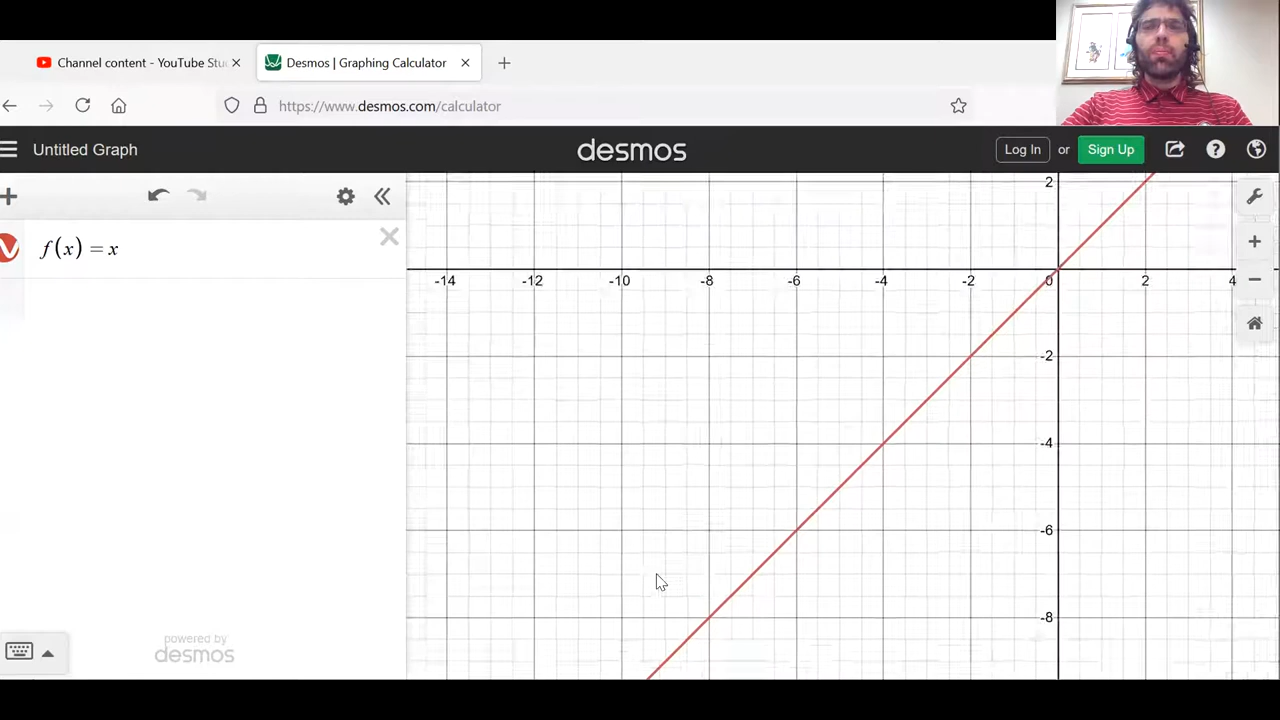 Channel content - YouTube Stu
Desmos | Graphing Calculator
https://www.desmos.com/calculator
Untitled Graph
desmos
Log In or Sign Up
f(x) = x
2
-14 -12 -10 -8 -6 -4 -2 0 2 4
-2
-4
-6
-8
powered by
desmos